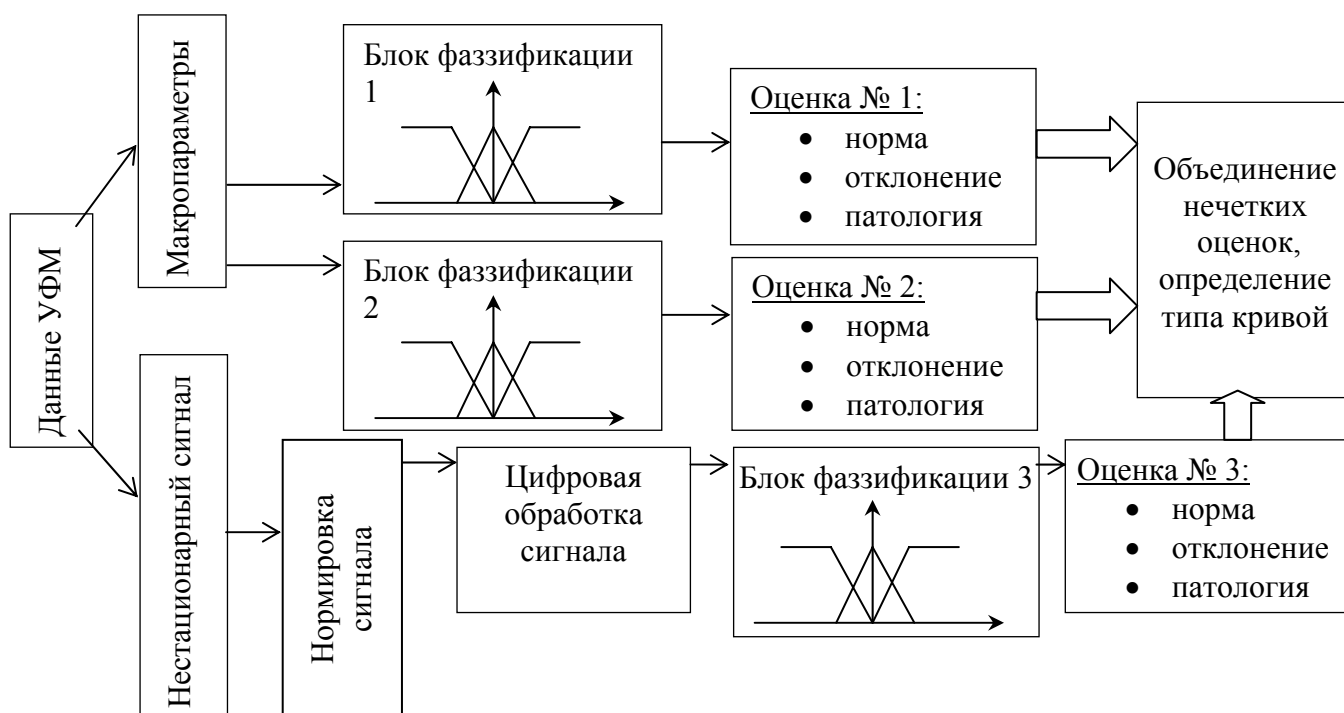 Данные УФМ
Макропараметры
Блок фаззификации
1
Оценка № 1:
• норма
• отклонение
• патология
Блок фаззификации
2
Оценка № 2:
• норма
• отклонение
• патология
Объединение
нечетких
оценок,
определение
типа кривой
Нестационарный сигнал
Нормировка
сигнала
Цифровая
обработка
сигнала
Блок фаззификации 3
Оценка № 3:
• норма
• отклонение
• патология